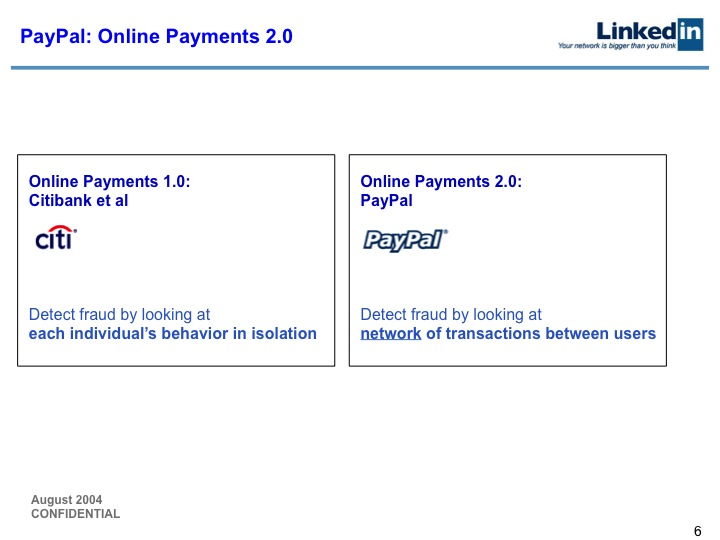 PayPal: Online Payments 2.0
Linkedin
Your network is bigger than you think
Online Payments 1.0:
Citibank et al
citi
Detect fraud by looking at
each individual's behavior in isolation
Online Payments 2.0:
PayPal
PayPal
Detect fraud by looking at
network of transactions between users
August 2004
CONFIDENTIAL
6